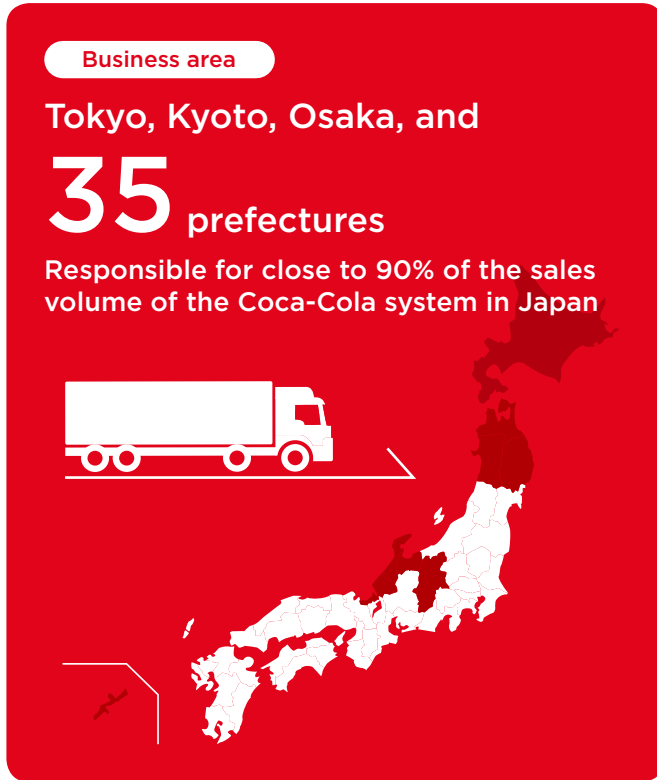 Business area
Tokyo, Kyoto, Osaka, and
35 prefectures
Responsible for close to 90% of the sales
volume of the Coca-Cola system in Japan